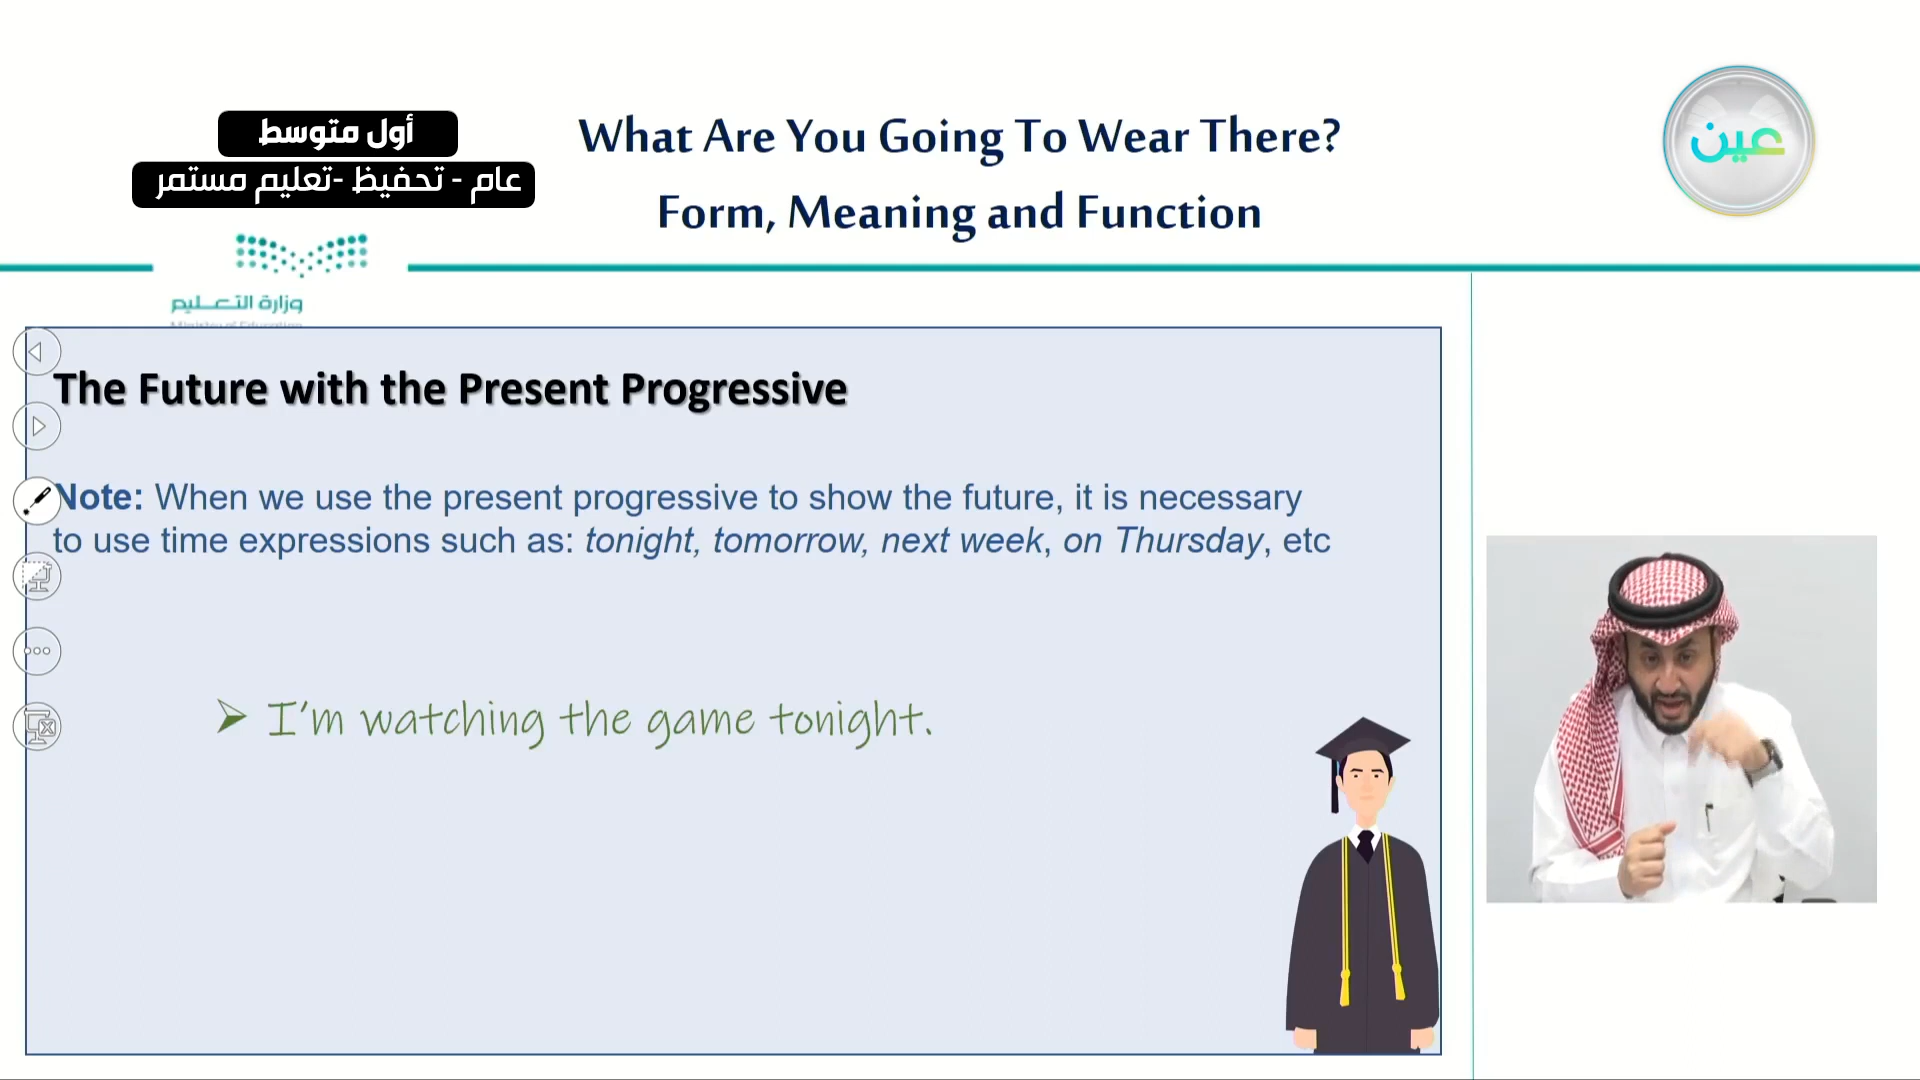 أول متوسط
عام - تحفيظ -تعليم مستمر
What Are You Going To Wear There?
Form, Meaning and Function
عين
وزارة التعليم
Ministry of Education
The Future with the Present Progressive
Note: When we use the present progressive to show the future, it is necessary
to use time expressions such as: tonight, tomorrow, next week, on Thursday, etc
➢ I'm watching the game tonight.